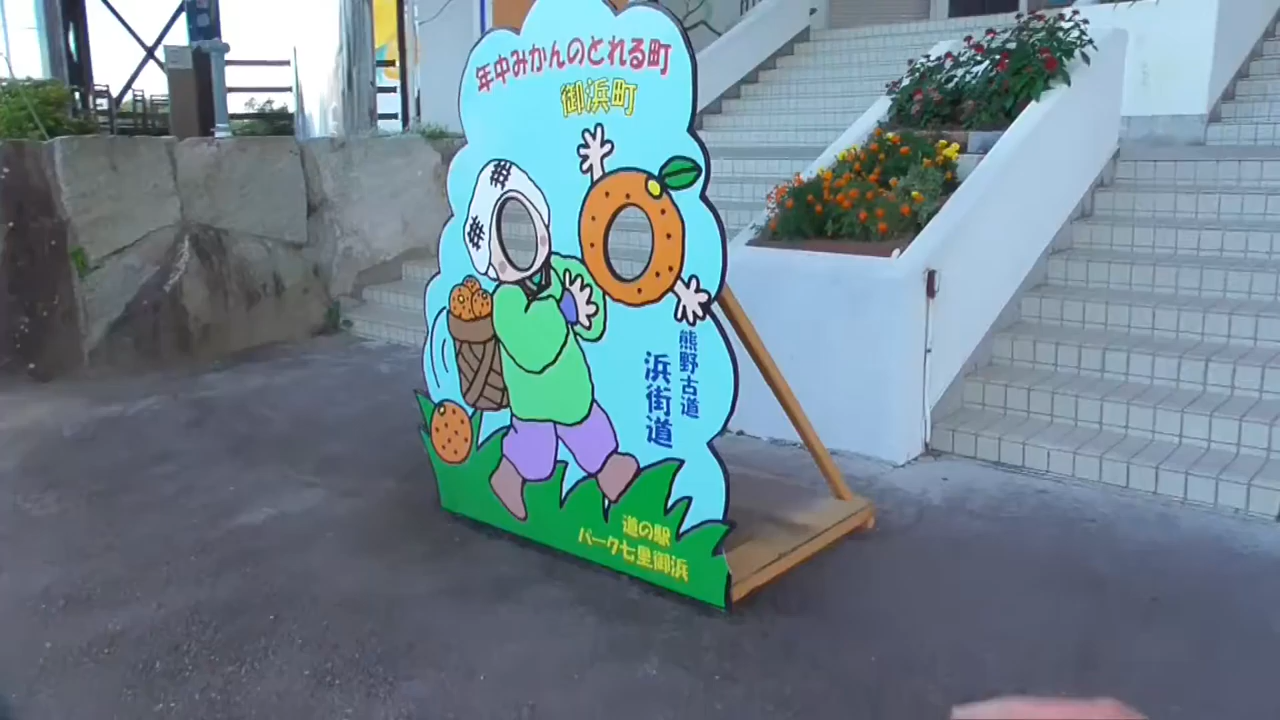 年中みかんのとれる町
御浜町
熊野古道
浜街道
道の駅
パーク七里御浜